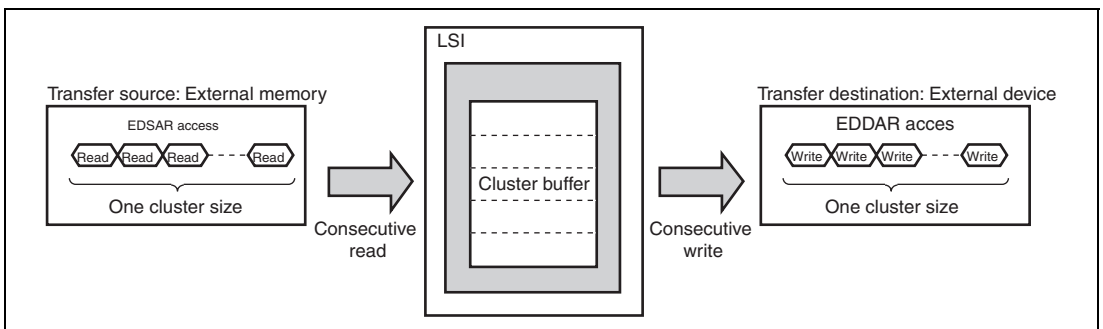 LSI
Transfer source: External memory
EDSAR access
Read Read Read Read
One cluster size
Consecutive
read
Cluster buffer
Consecutive
write
Transfer destination: External device
EDDAR acces
Write Write Write Write
One cluster size